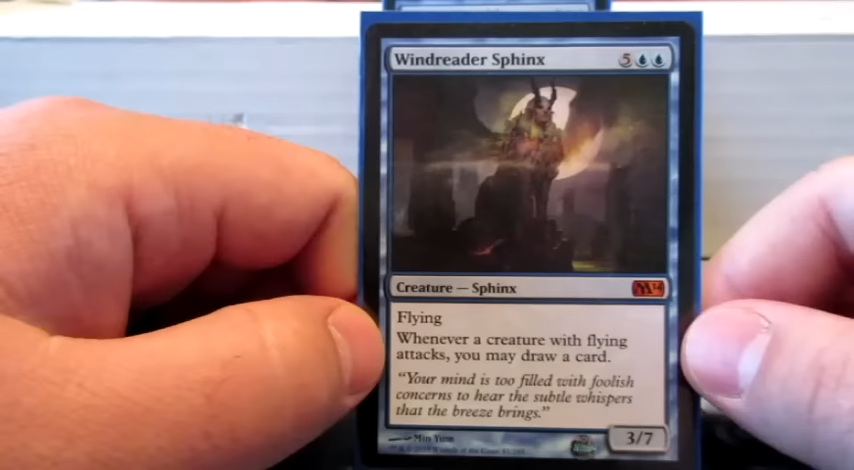 Windreader Sphinx 5
Creature — Sphinx M14
Flying
Whenever a creature with flying
attacks, you may draw a card.
"Your mind is too filled with foolish
concerns to hear the subtle whispers
that the breeze brings."
Min Yum
3/7